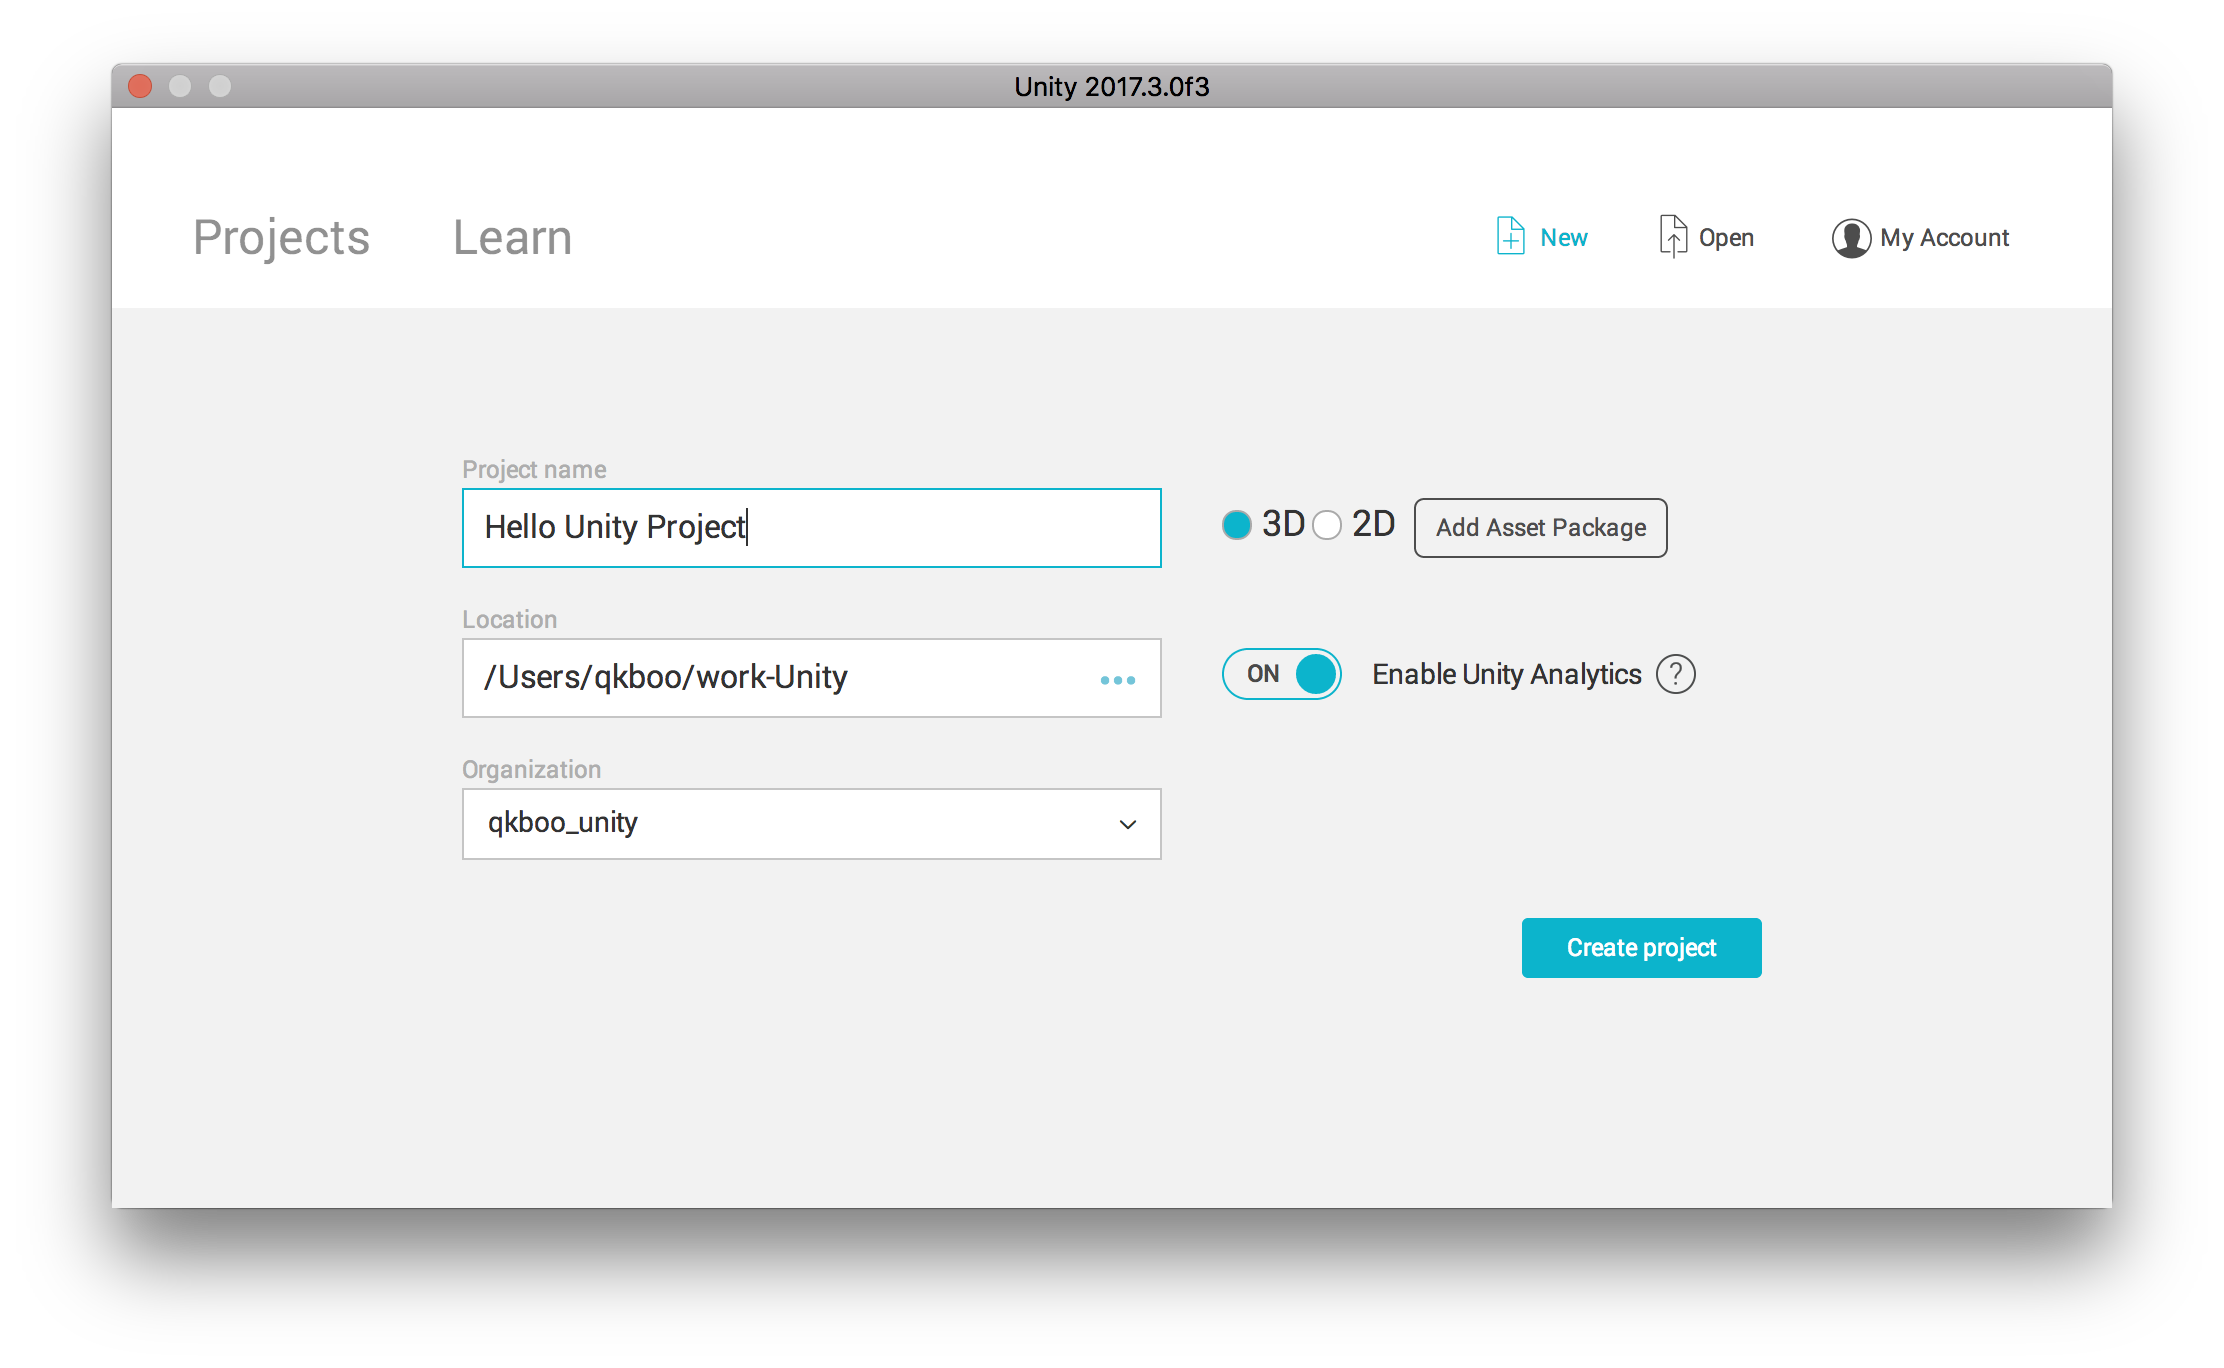 Unity 2017.3.0f3
Projects Learn New Open My Account
Project name
Hello Unity Project
3D 2D Add Asset Package
Location
/Users/qkboo/work-Unity
ON Enable Unity Analytics ?
Organization
qkboo_unity
Create project